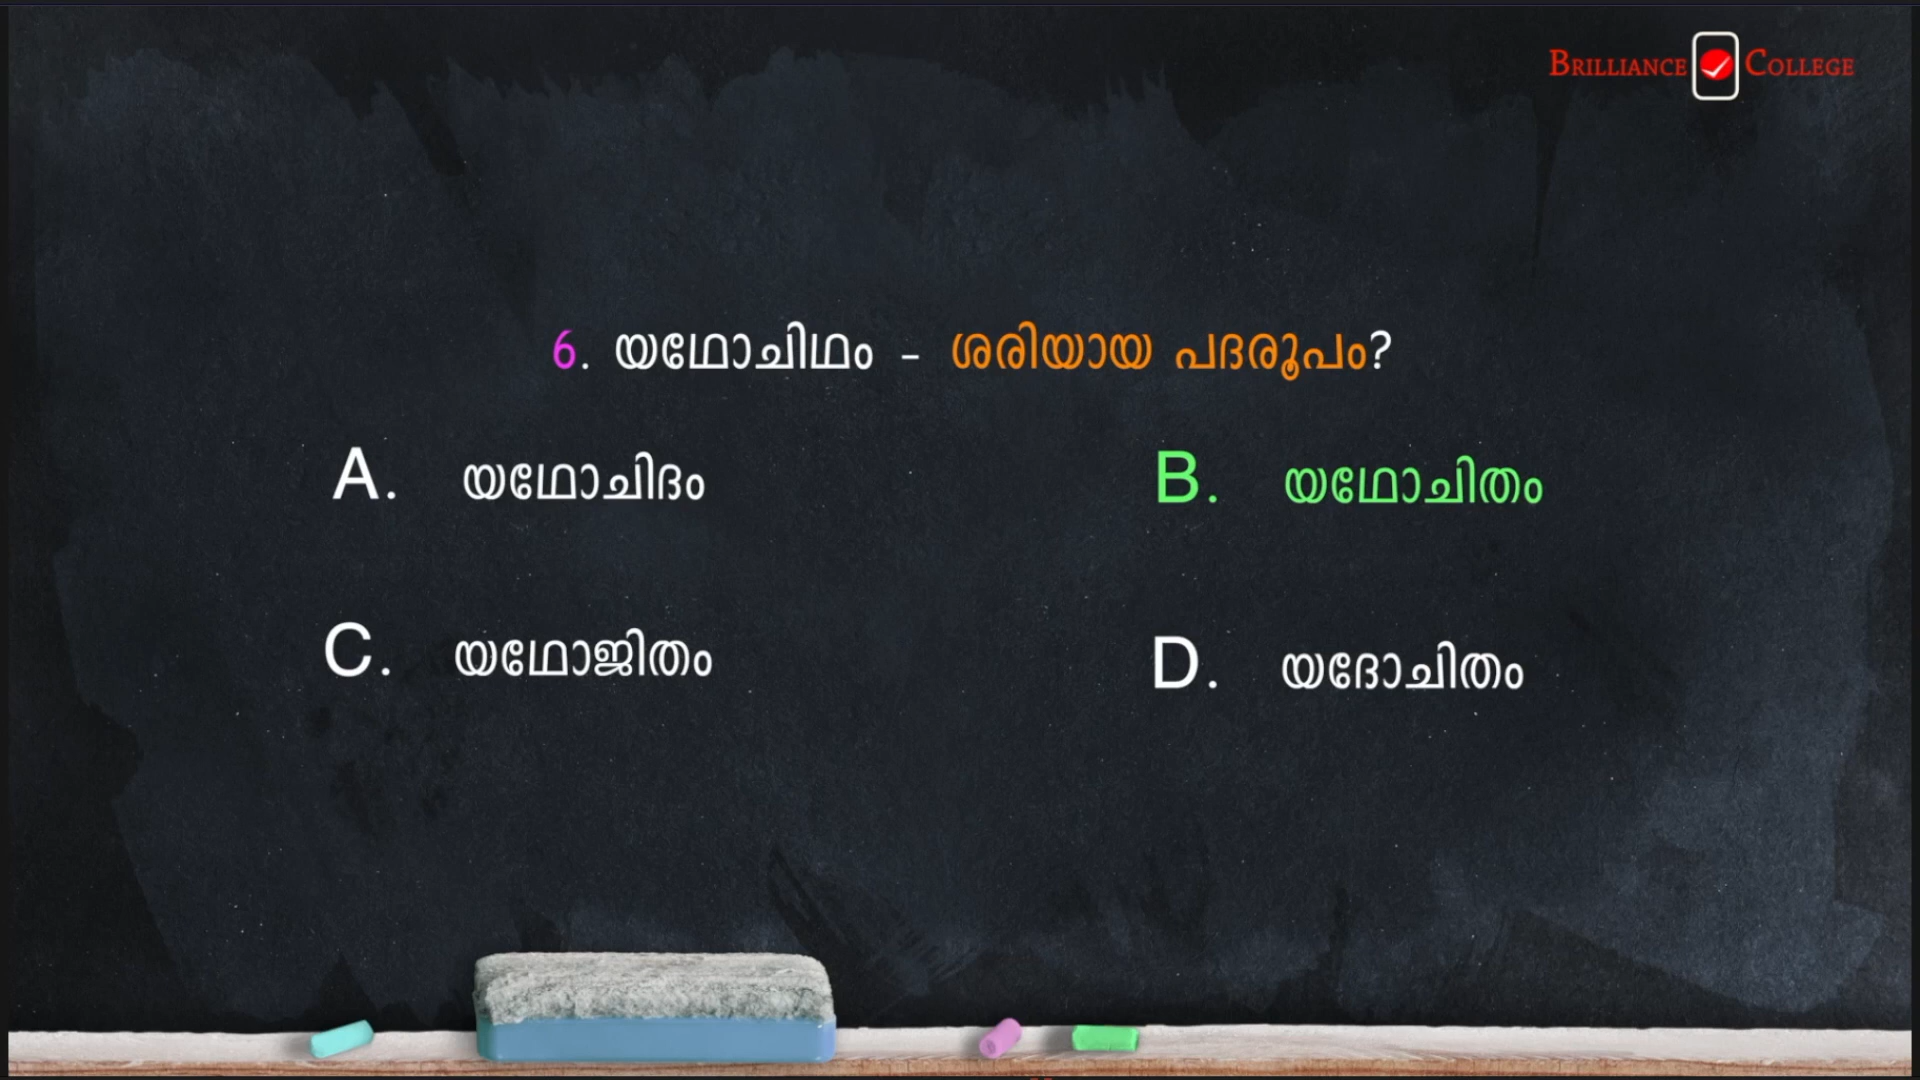 BRILLIANCE COLLEGE
6. യഥോചിഥം - ശരിയായ പദരൂപം?
A. യഥോചിദം
B. യഥോചിതം
C. യഥോജിതം
D. യദോചിതം